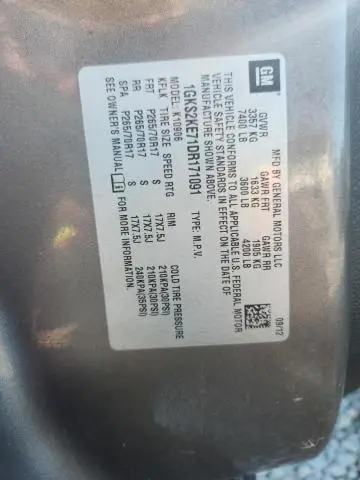 GM
MFD BY GENERAL MOTORS LLC 09/12
GVWR GAWR FRT GAWR RR
3357 KG 1633 KG 1905 KG
7400 LB 3600 LB 4200 LB
THIS VEHICLE CONFORMS TO ALL APPLICABLE U.S. FEDERAL MOTOR
VEHICLE SAFETY STANDARDS IN EFFECT ON THE DATE OF
MANUFACTURE SHOWN ABOVE.
1GKS2KE71DR171091 TYPE: M.P.V.
MODEL: K10906
KFLK TIRE SIZE SPEED RTG RIM COLD TIRE PRESSURE
FRT P265/70R17 S 17X7.5J 210KPA(30PSI)
RR P265/70R17 S 17X7.5J 210KPA(30PSI)
SPA P265/70R17 S 17X7.5J 240KPA(35PSI)
SEE OWNER'S MANUAL